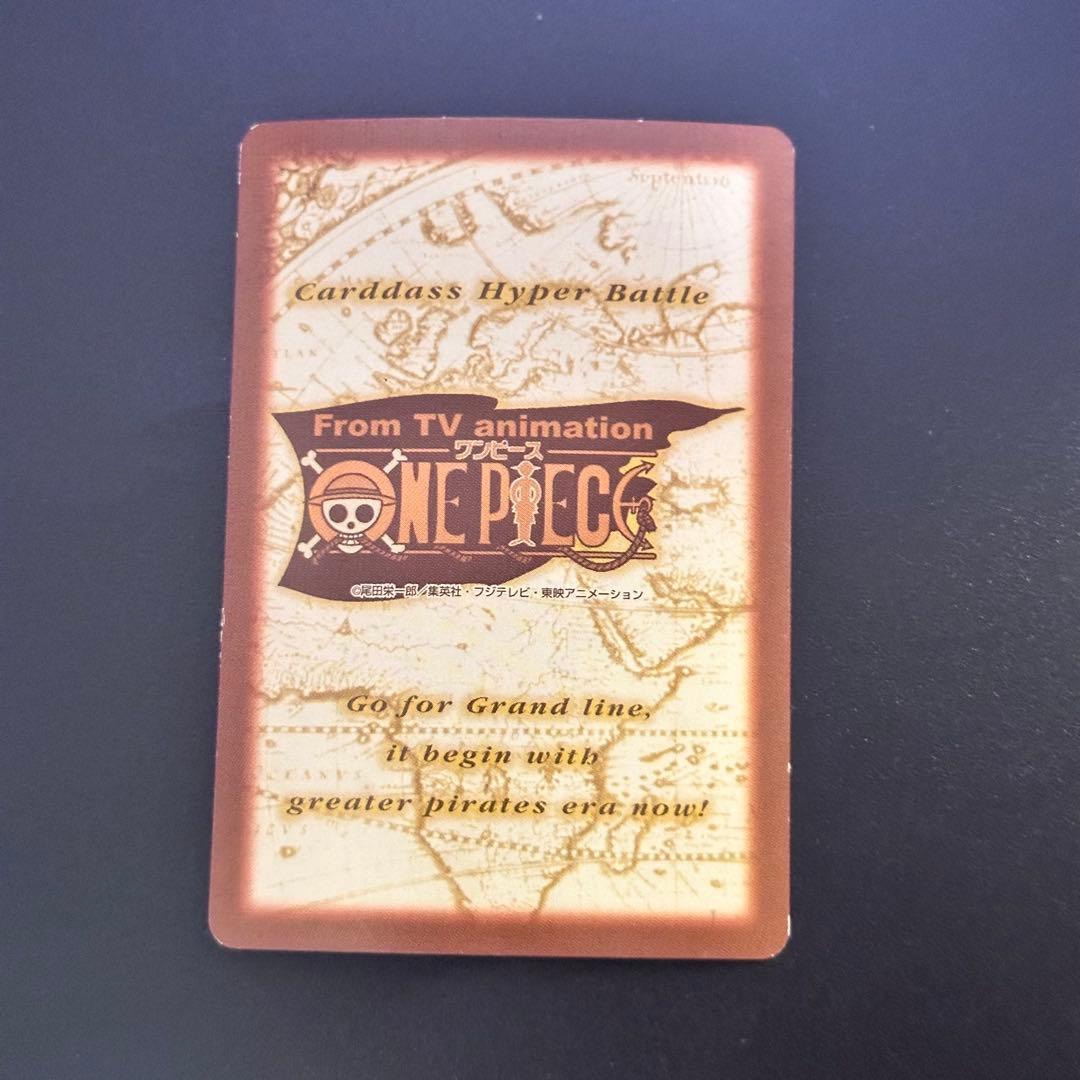 Septentrio
Carddass Hyper Battle
From TV animation
ワンピース
ONE PIECE
©尾田栄一郎／集英社・フジテレビ・東映アニメーション
Go for Grand line,
it begin with
greater pirates era now!